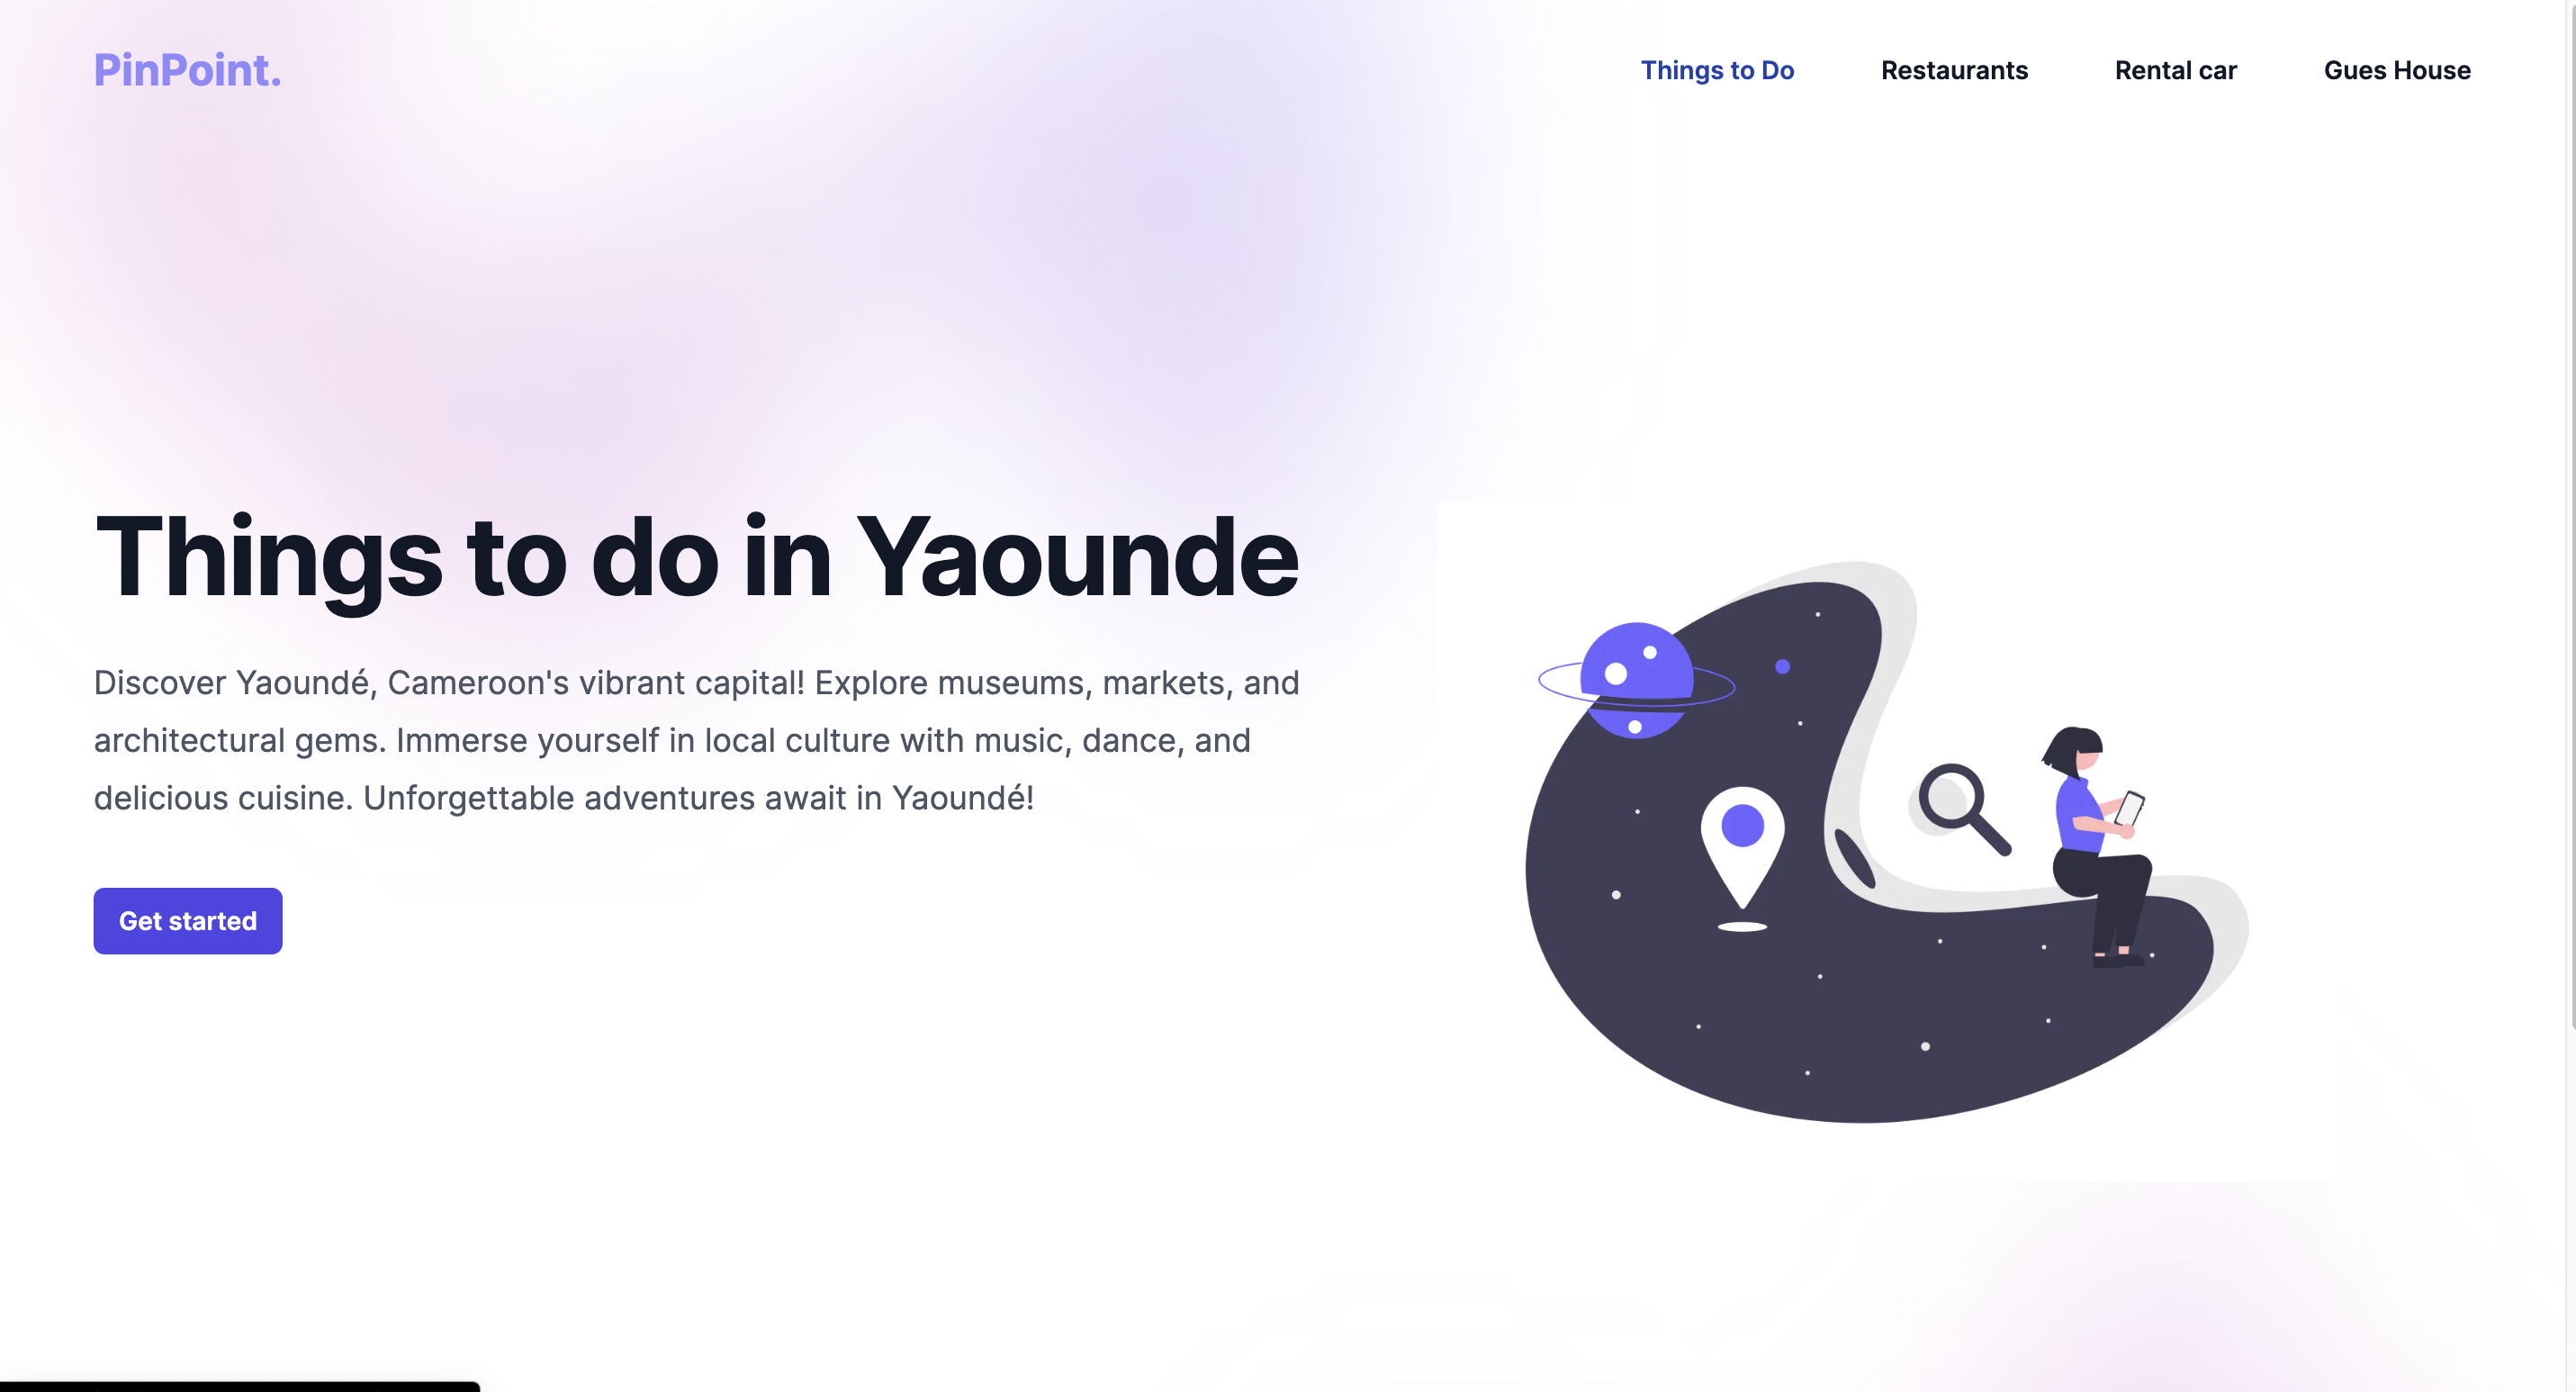 PinPoint.
Things to Do
Restaurants
Rental car
Gues House
Things to do in Yaounde
Discover Yaoundé, Cameroon's vibrant capital! Explore museums, markets, and
architectural gems. Immerse yourself in local culture with music, dance, and
delicious cuisine. Unforgettable adventures await in Yaoundé!
Get started